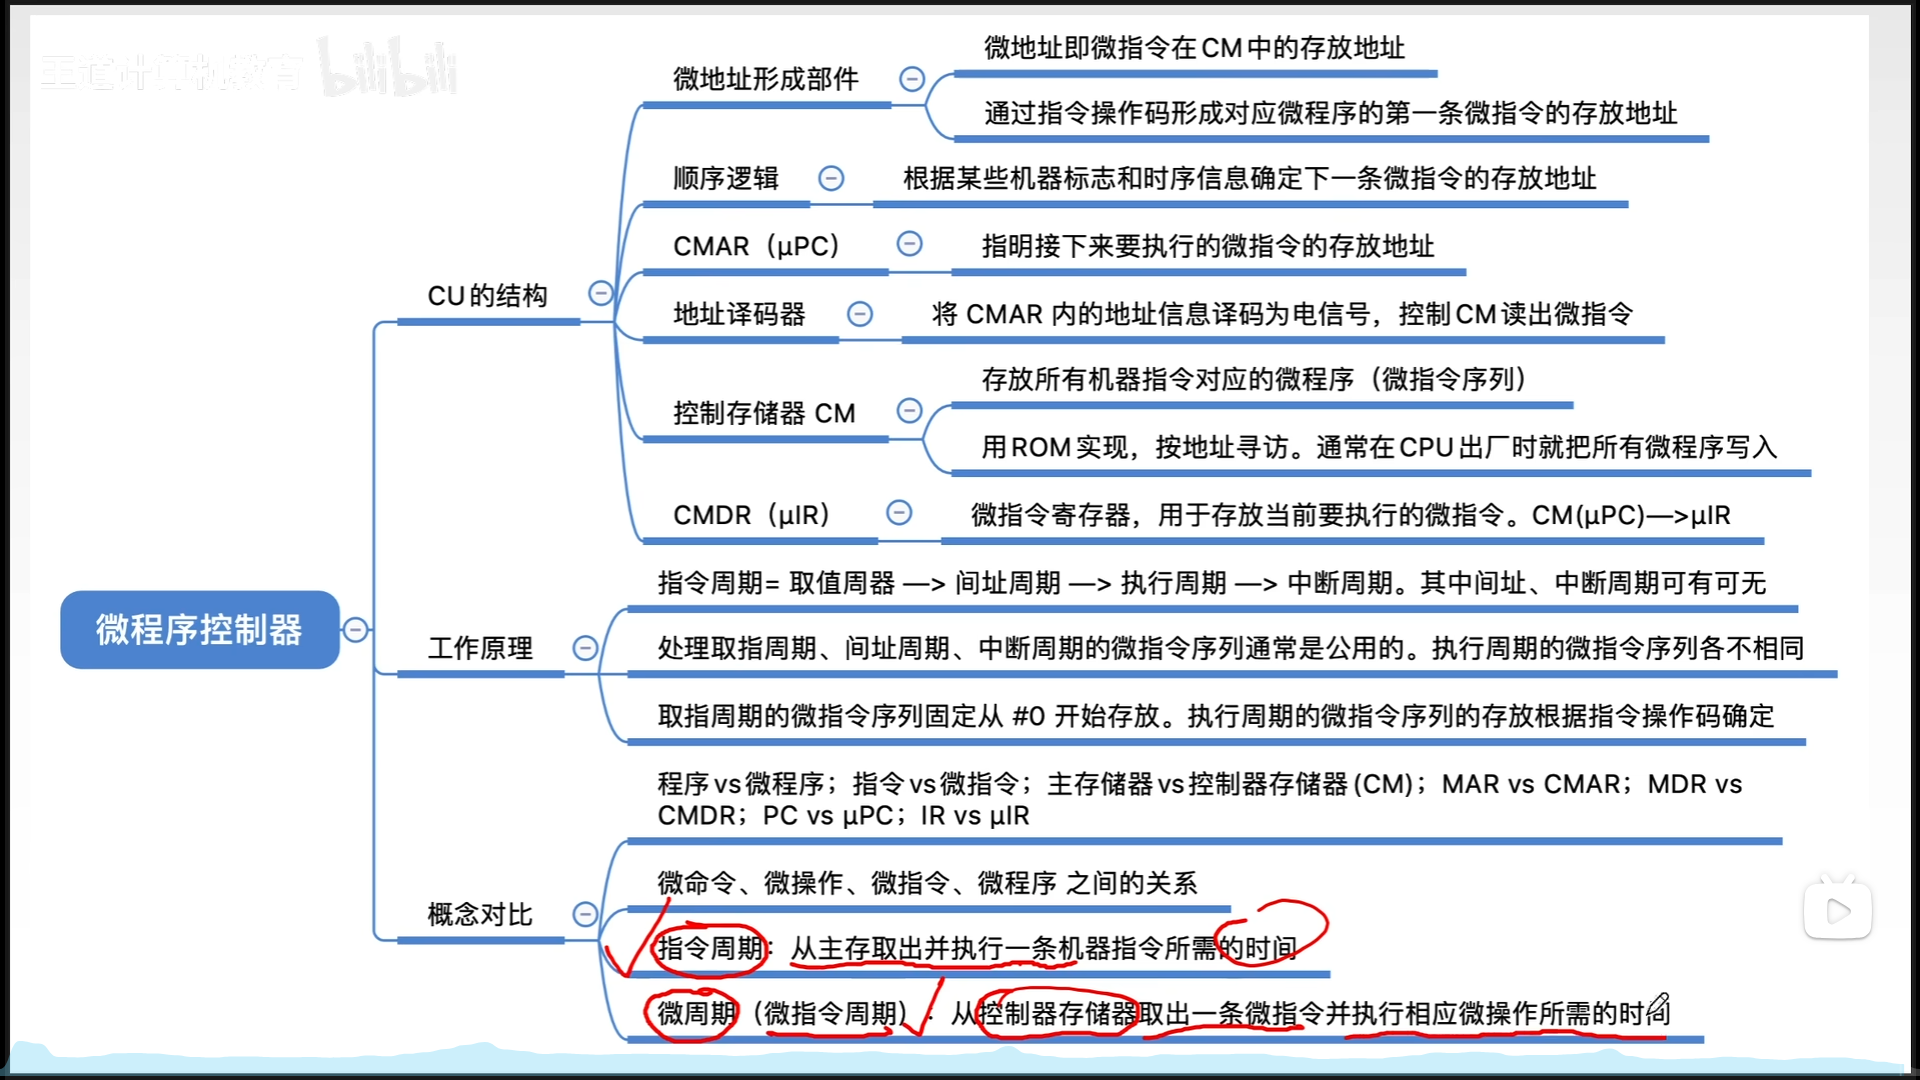 王道计算机教育 bilibili
微地址形成部件
微地址即微指令在CM中的存放地址
通过指令操作码形成对应微程序的第一条微指令的存放地址
顺序逻辑
根据某些机器标志和时序信息确定下一条微指令的存放地址
CMAR（μPC）
指明接下来要执行的微指令的存放地址
CU的结构
地址译码器
将 CMAR 内的地址信息译码为电信号，控制CM读出微指令
控制存储器 CM
存放所有机器指令对应的微程序（微指令序列）
用ROM实现，按地址寻访。通常在CPU出厂时就把所有微程序写入
CMDR（μIR）
微指令寄存器，用于存放当前要执行的微指令。CM(μPC)—>μIR
微程序控制器
工作原理
指令周期= 取值周器 —> 间址周期 —> 执行周期 —> 中断周期。其中间址、中断周期可有可无
处理取指周期、间址周期、中断周期的微指令序列通常是公用的。执行周期的微指令序列各不相同
取指周期的微指令序列固定从 #0 开始存放。执行周期的微指令序列的存放根据指令操作码确定
概念对比
程序vs微程序；指令vs微指令；主存储器vs控制器存储器(CM)；MAR vs CMAR；MDR vs
CMDR；PC vs μPC；IR vs μIR
微命令、微操作、微指令、微程序 之间的关系
指令周期：从主存取出并执行一条机器指令所需的时间
微周期（微指令周期）：从控制器存储器取出一条微指令并执行相应微操作所需的时间